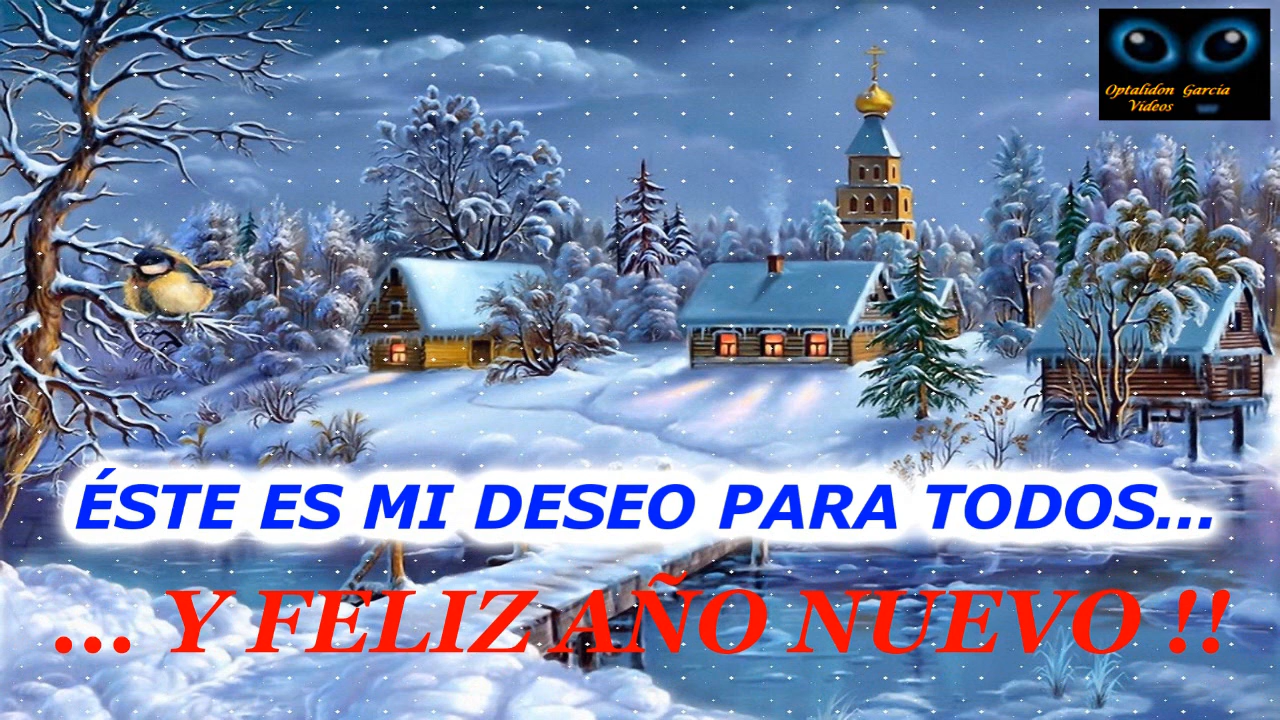 Optalidon García
Videos
ÉSTE ES MI DESEO PARA TODOS...
... Y FELIZ AÑO NUEVO !!